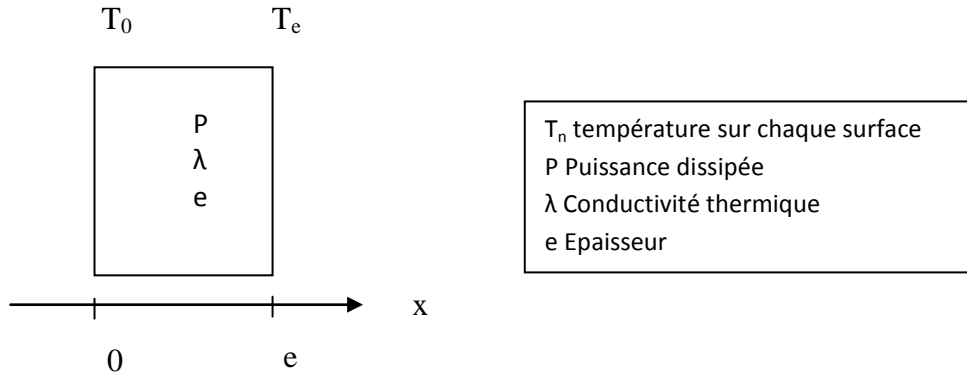 T₀ Tₑ
P
λ
e
x
0 e
Tₙ température sur chaque surface
P Puissance dissipée
λ Conductivité thermique
e Epaisseur